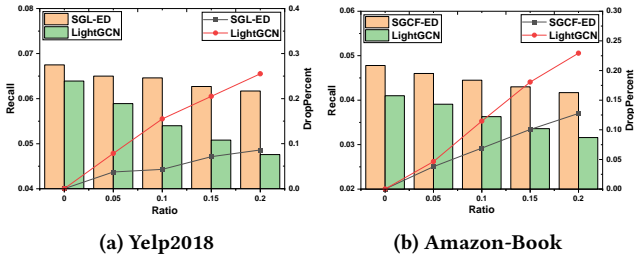 SGL-ED
LightGCN
SGL-ED
LightGCN
0.08
0.07
0.06
0.05
0.04
Recall
0.4
0.3
0.2
0.1
0.0
DropPercent
0 0.05 0.1 0.15 0.2
Ratio
(a) Yelp2018
SGCF-ED
LightGCN
SGCF-ED
LightGCN
0.06
0.05
0.04
0.03
0.02
Recall
0.30
0.25
0.20
0.15
0.10
0.05
0.00
DropPercent
0 0.05 0.1 0.15 0.2
Ratio
(b) Amazon-Book